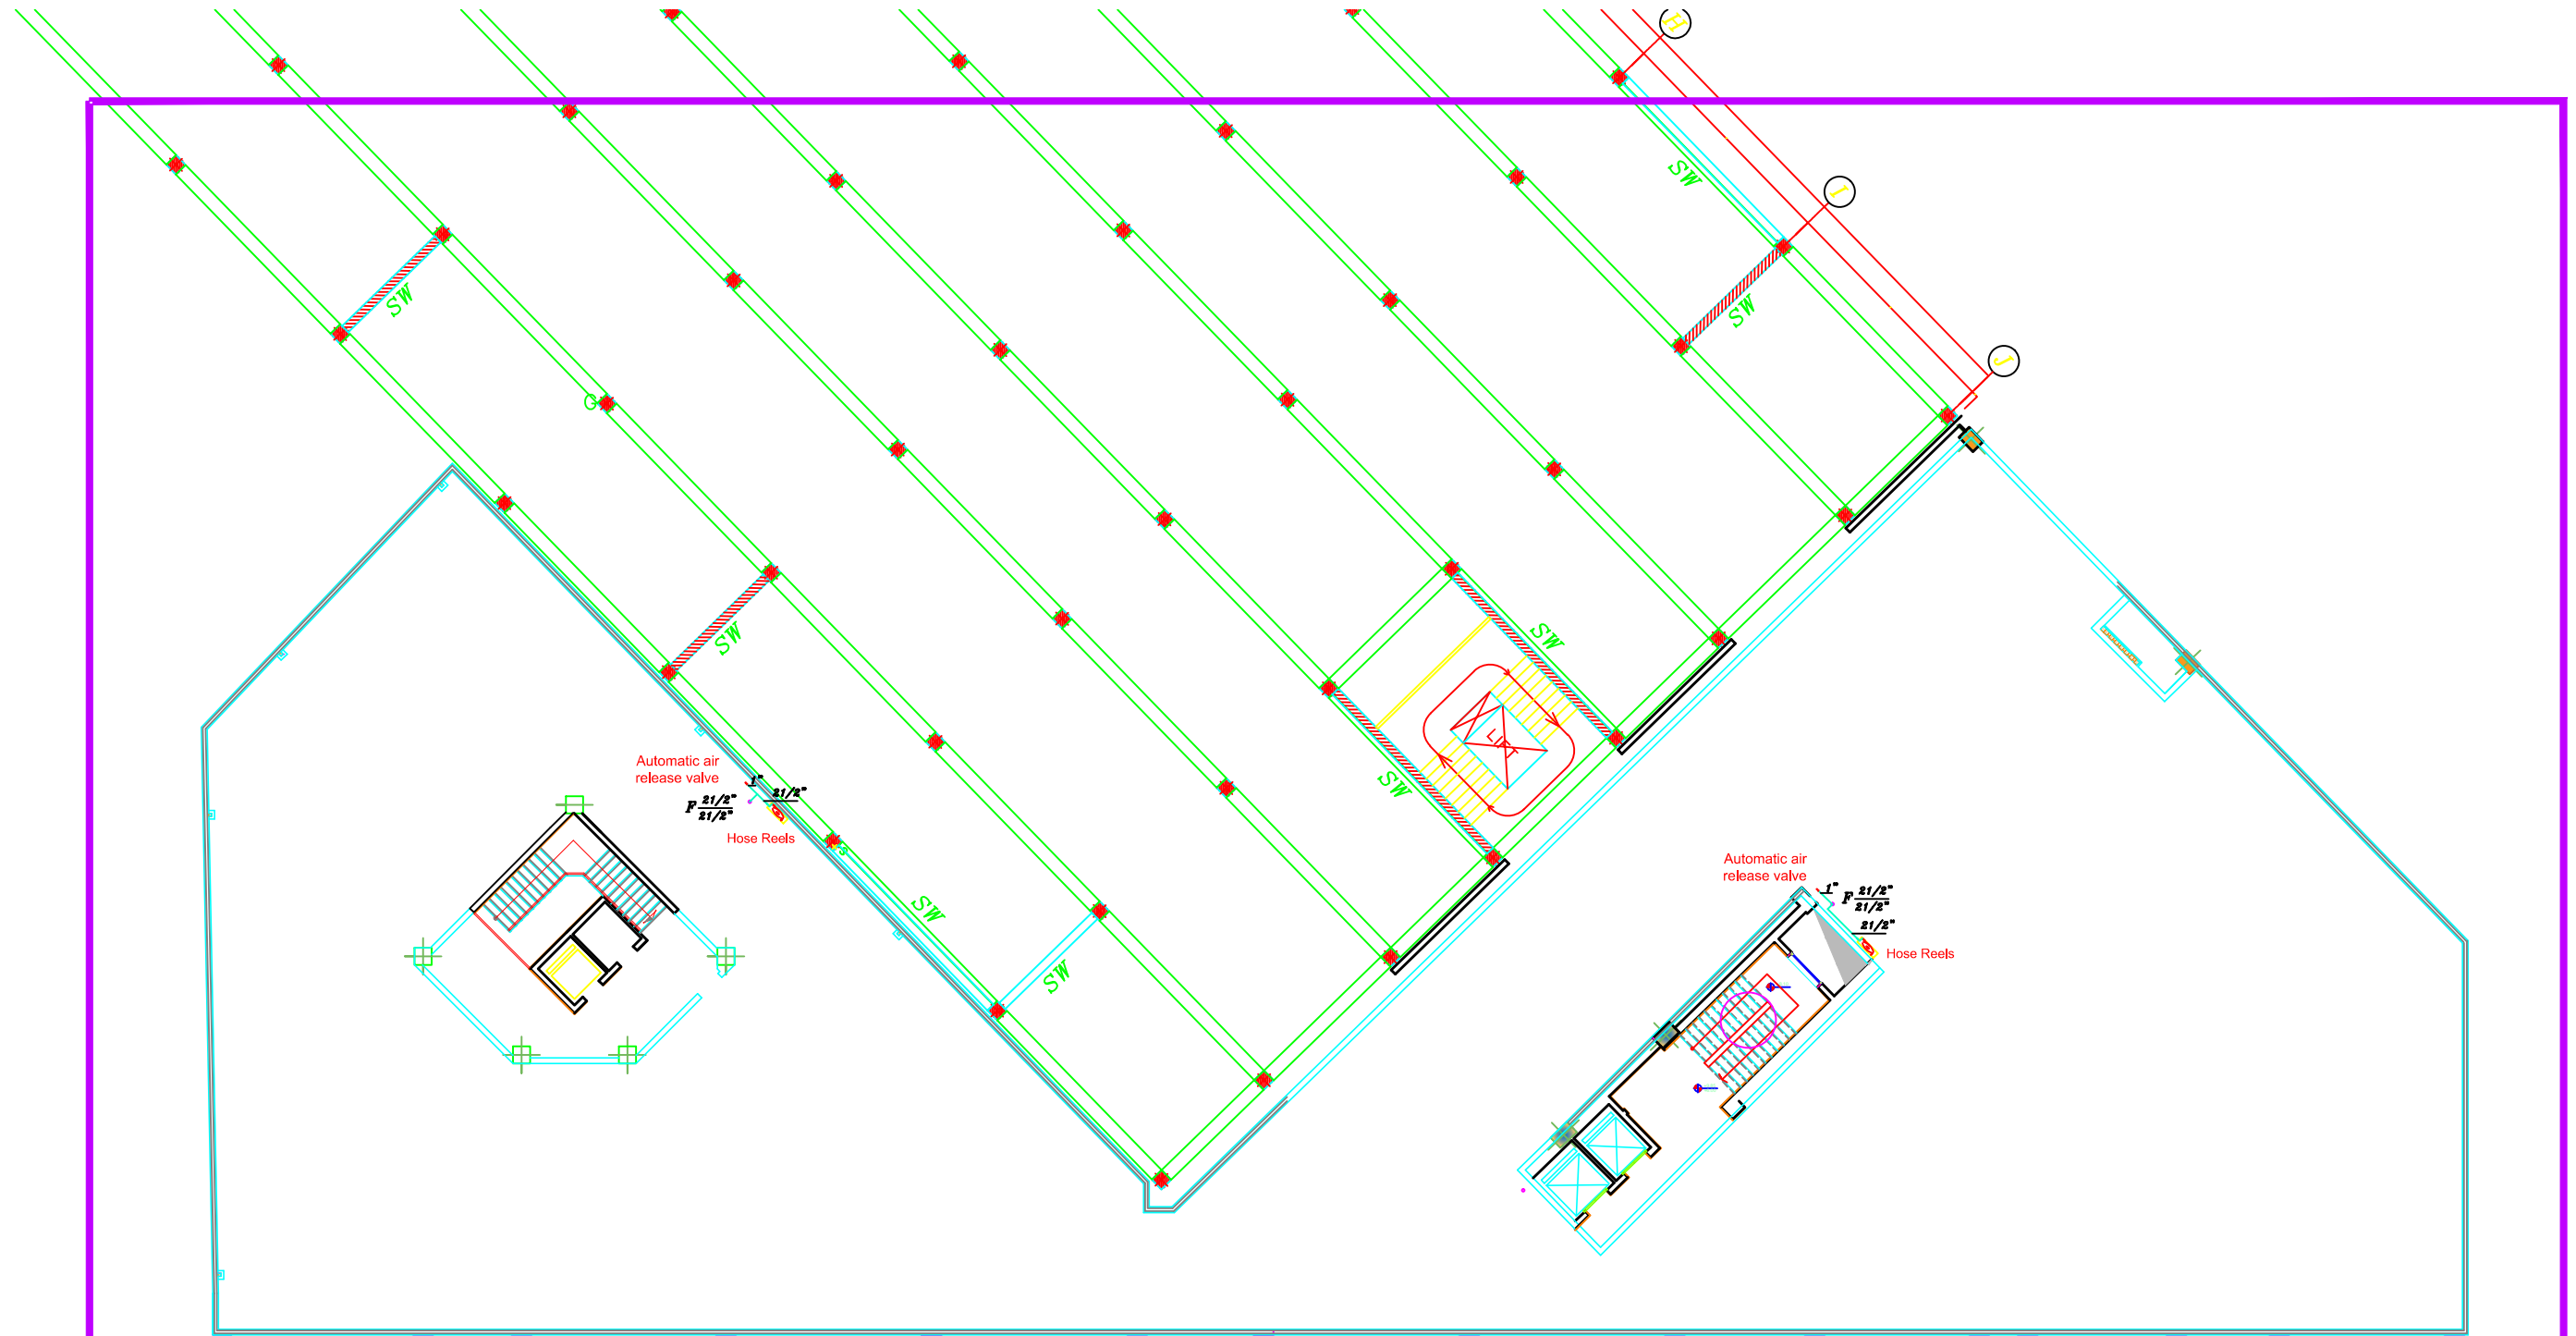 H
SW
I
SW
SW
J
G
SW
SW
LIFT
SW
Automatic air
release valve
1"
F 21/2"
21/2"
21/2"
Hose Reels
SW
SW
Automatic air
release valve
1"
F 21/2"
21/2"
21/2"
Hose Reels